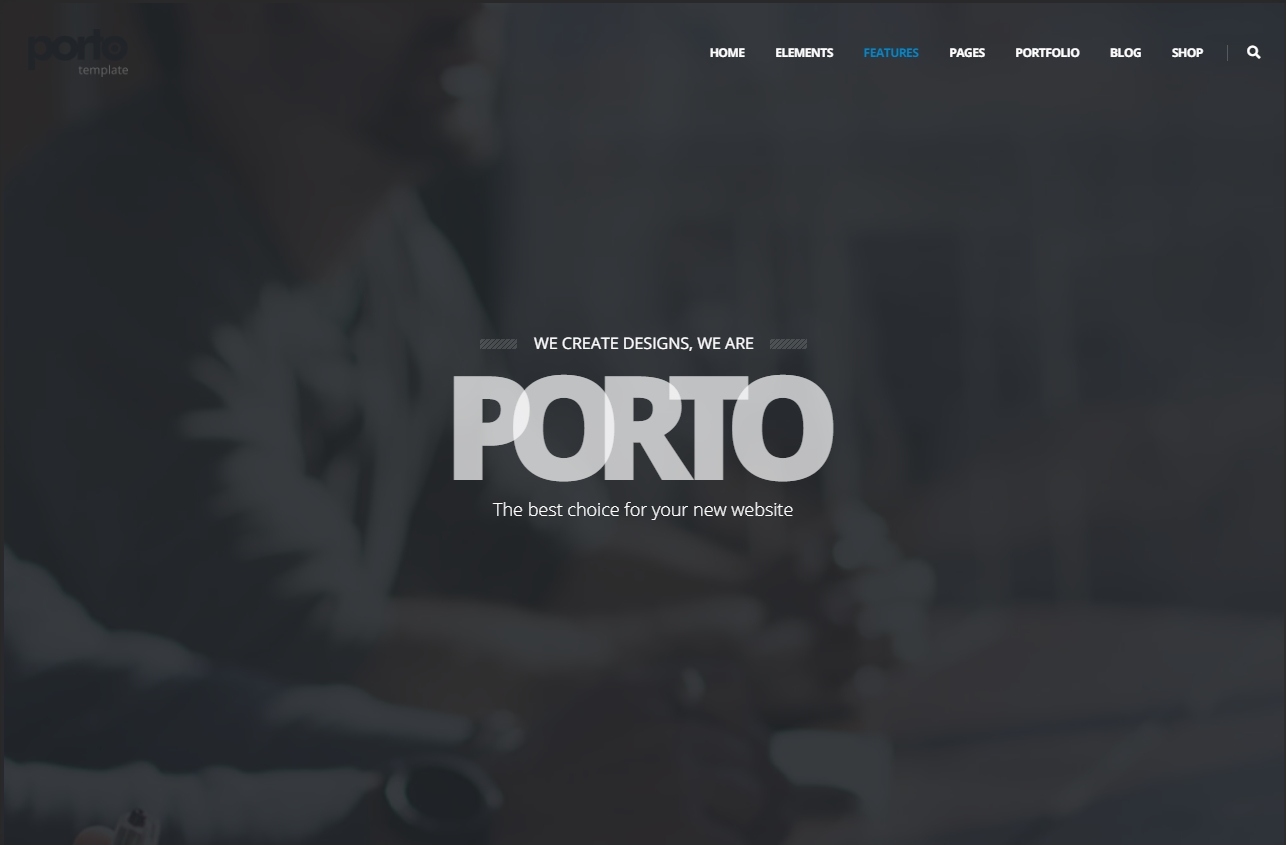 porto
template
HOME ELEMENTS FEATURES PAGES PORTFOLIO BLOG SHOP
WE CREATE DESIGNS, WE ARE
PORTO
The best choice for your new website